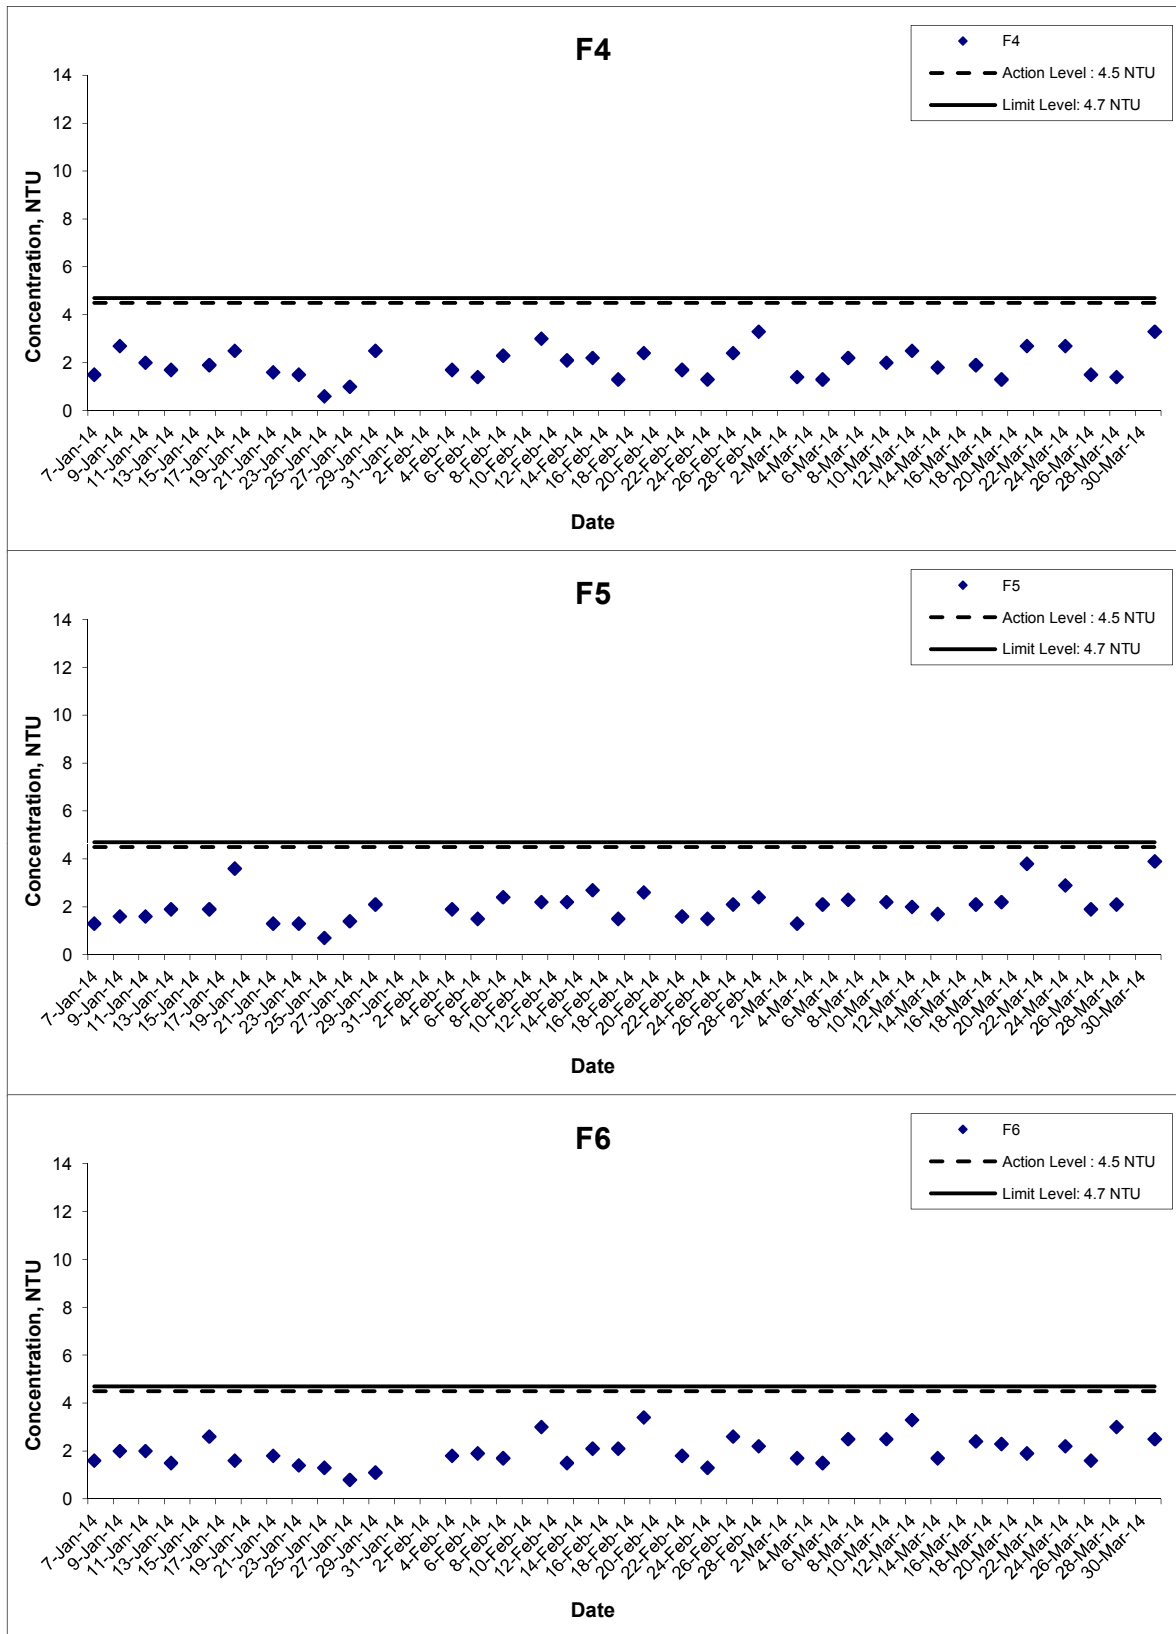 F4
F4
Action Level : 4.5 NTU
Limit Level: 4.7 NTU
Concentration, NTU
14
12
10
8
6
4
2
0
7-Jan-14
9-Jan-14
11-Jan-14
13-Jan-14
15-Jan-14
17-Jan-14
19-Jan-14
21-Jan-14
23-Jan-14
25-Jan-14
27-Jan-14
29-Jan-14
31-Jan-14
2-Feb-14
4-Feb-14
6-Feb-14
8-Feb-14
10-Feb-14
12-Feb-14
14-Feb-14
16-Feb-14
18-Feb-14
20-Feb-14
22-Feb-14
24-Feb-14
26-Feb-14
28-Feb-14
2-Mar-14
4-Mar-14
6-Mar-14
8-Mar-14
10-Mar-14
12-Mar-14
14-Mar-14
16-Mar-14
18-Mar-14
20-Mar-14
22-Mar-14
24-Mar-14
26-Mar-14
28-Mar-14
30-Mar-14
Date
F5
F5
Action Level : 4.5 NTU
Limit Level: 4.7 NTU
Concentration, NTU
14
12
10
8
6
4
2
0
7-Jan-14
9-Jan-14
11-Jan-14
13-Jan-14
15-Jan-14
17-Jan-14
19-Jan-14
21-Jan-14
23-Jan-14
25-Jan-14
27-Jan-14
29-Jan-14
31-Jan-14
2-Feb-14
4-Feb-14
6-Feb-14
8-Feb-14
10-Feb-14
12-Feb-14
14-Feb-14
16-Feb-14
18-Feb-14
20-Feb-14
22-Feb-14
24-Feb-14
26-Feb-14
28-Feb-14
2-Mar-14
4-Mar-14
6-Mar-14
8-Mar-14
10-Mar-14
12-Mar-14
14-Mar-14
16-Mar-14
18-Mar-14
20-Mar-14
22-Mar-14
24-Mar-14
26-Mar-14
28-Mar-14
30-Mar-14
Date
F6
F6
Action Level : 4.5 NTU
Limit Level: 4.7 NTU
Concentration, NTU
14
12
10
8
6
4
2
0
7-Jan-14
9-Jan-14
11-Jan-14
13-Jan-14
15-Jan-14
17-Jan-14
19-Jan-14
21-Jan-14
23-Jan-14
25-Jan-14
27-Jan-14
29-Jan-14
31-Jan-14
2-Feb-14
4-Feb-14
6-Feb-14
8-Feb-14
10-Feb-14
12-Feb-14
14-Feb-14
16-Feb-14
18-Feb-14
20-Feb-14
22-Feb-14
24-Feb-14
26-Feb-14
28-Feb-14
2-Mar-14
4-Mar-14
6-Mar-14
8-Mar-14
10-Mar-14
12-Mar-14
14-Mar-14
16-Mar-14
18-Mar-14
20-Mar-14
22-Mar-14
24-Mar-14
26-Mar-14
28-Mar-14
30-Mar-14
Date